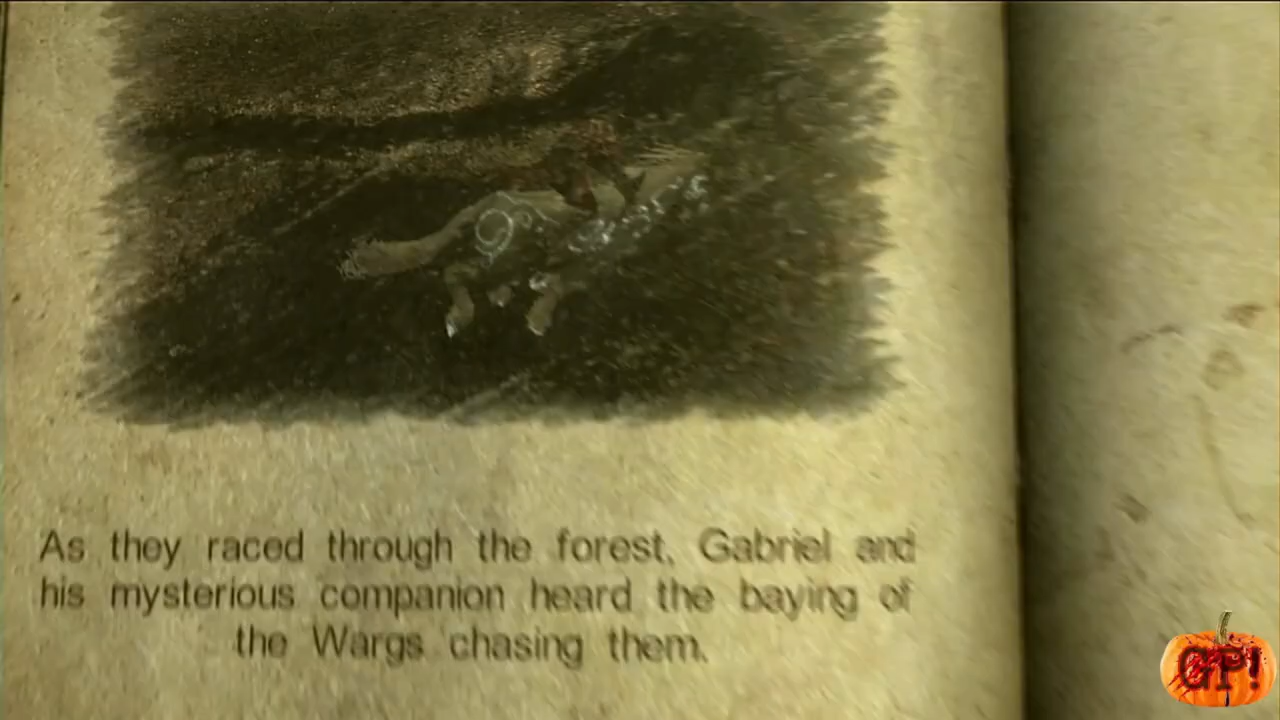 As they raced through the forest, Gabriel and
his mysterious companion heard the baying of
the Wargs chasing them.
GP!